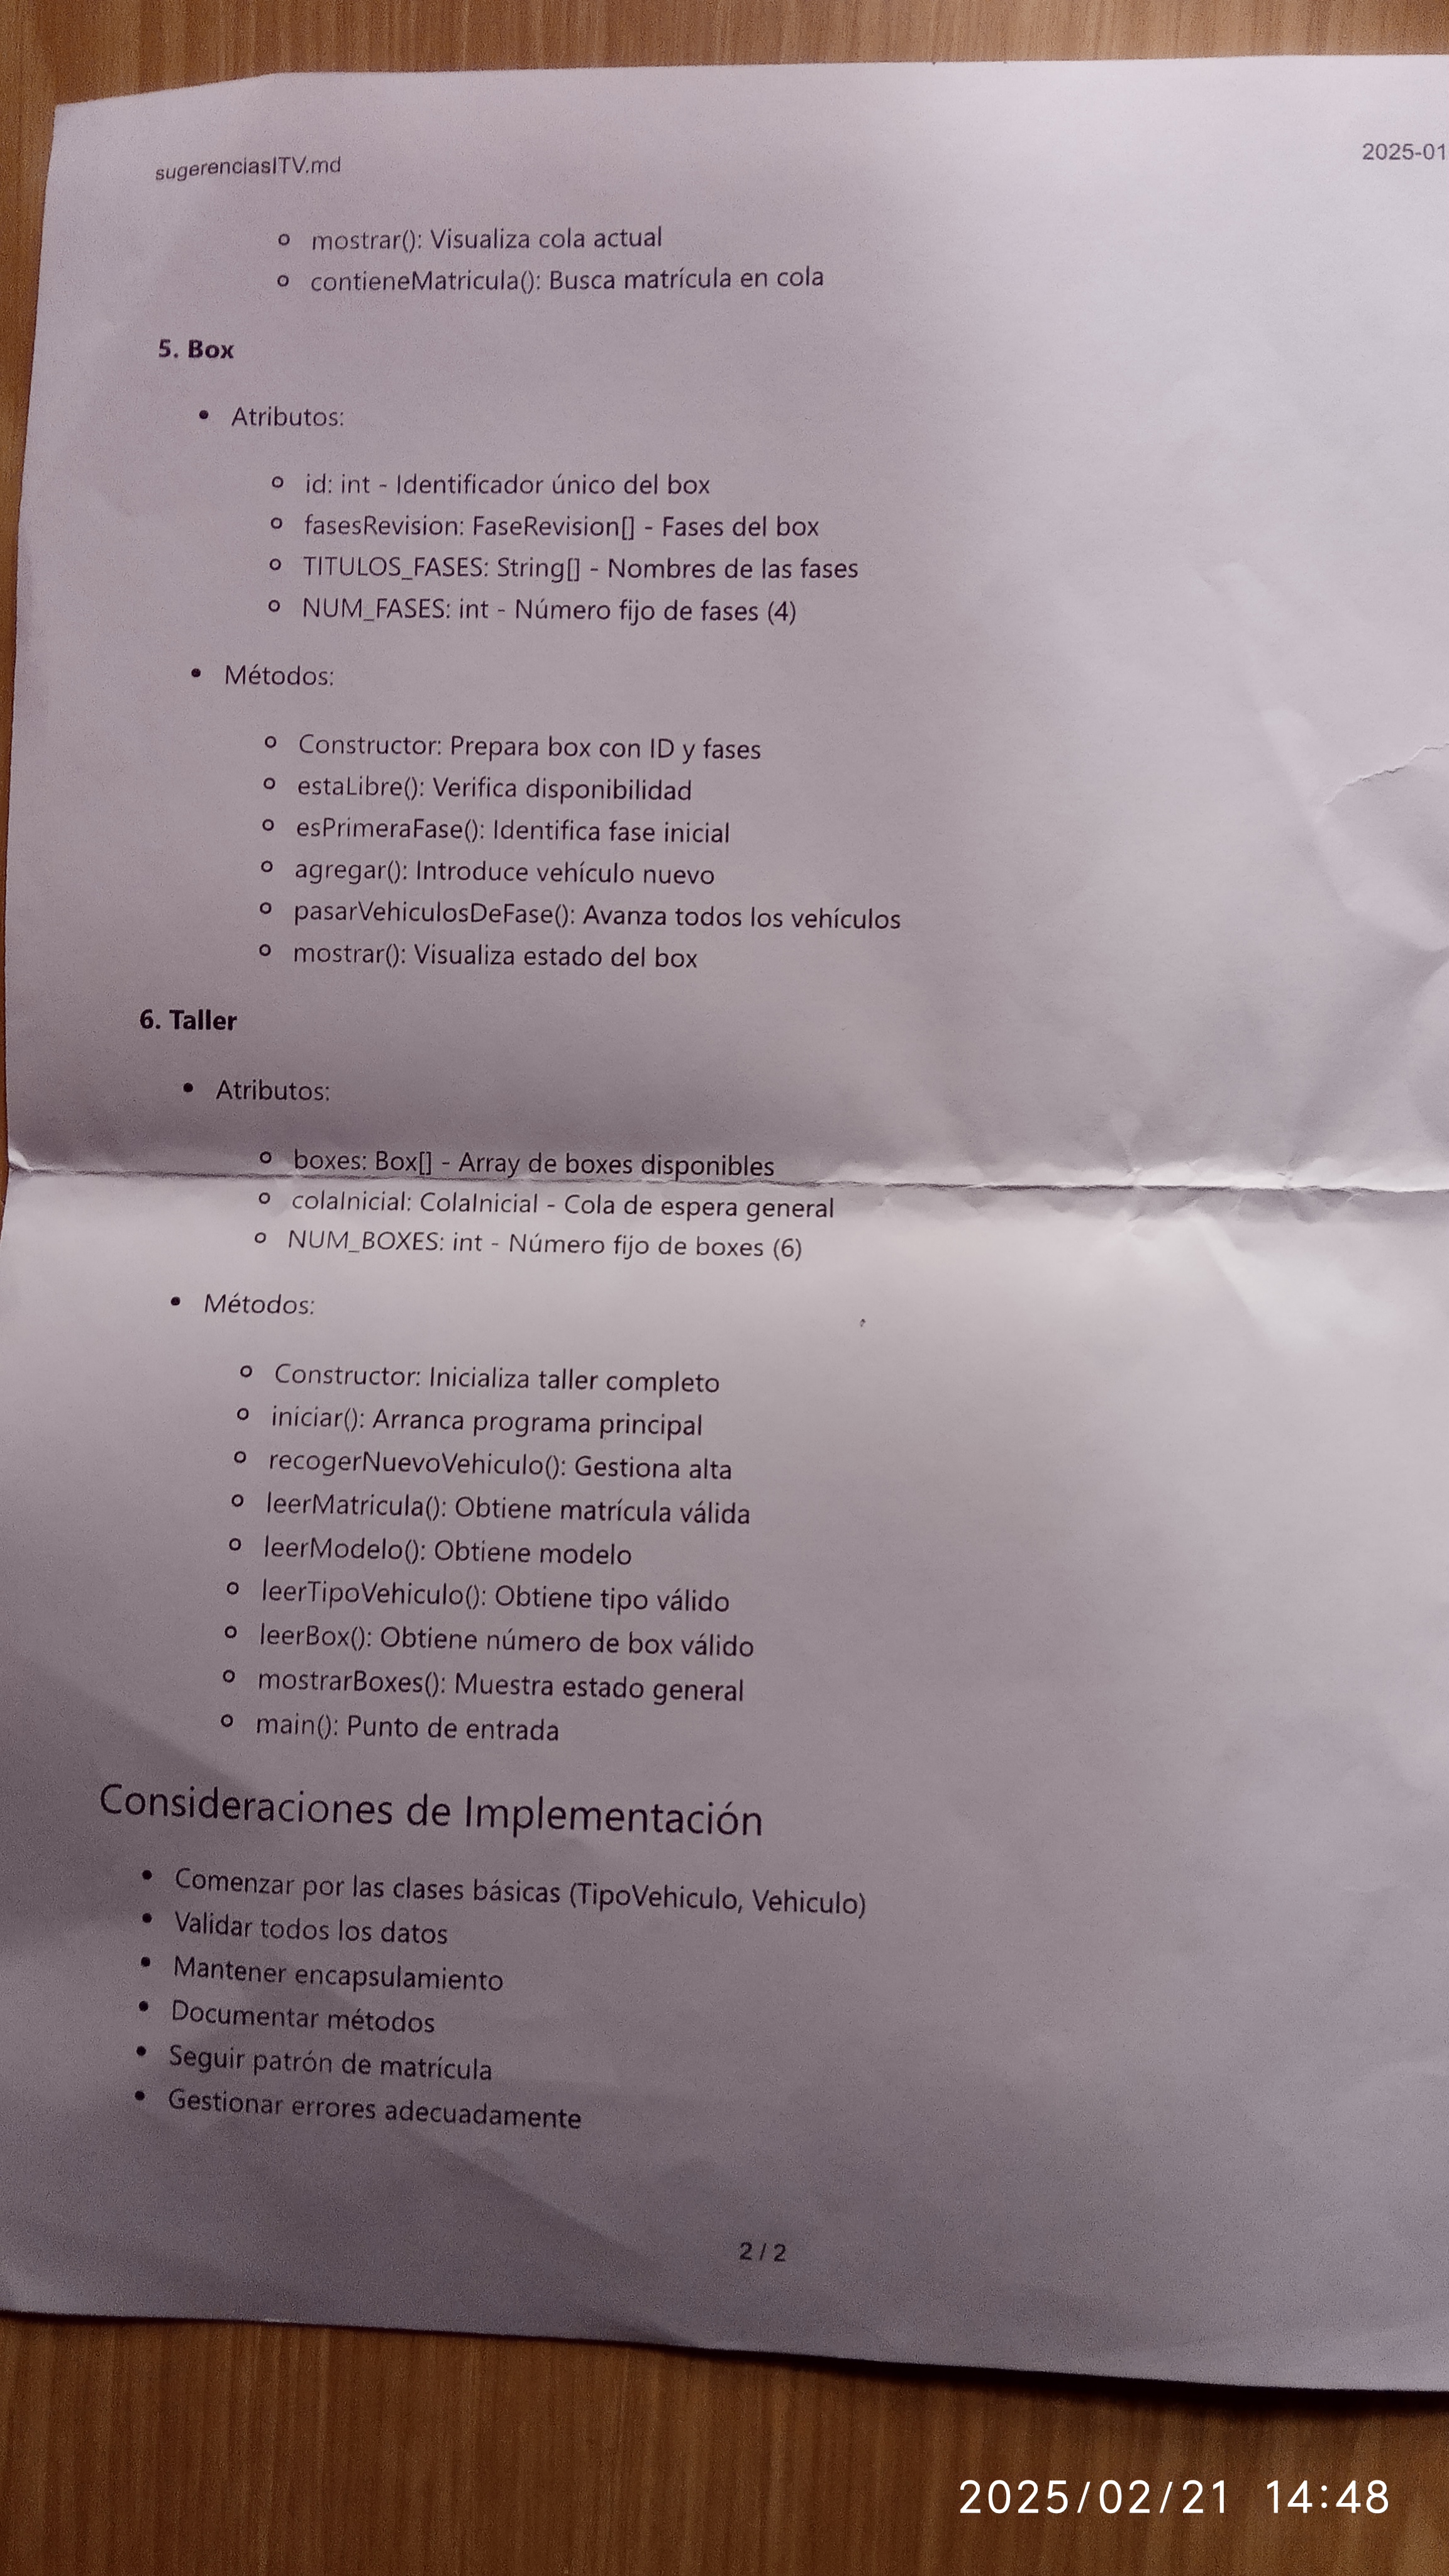 sugerenciasITV.md
2025-01
○ mostrar(): Visualiza cola actual
○ contieneMatricula(): Busca matrícula en cola
5. Box
• Atributos:
○ id: int - Identificador único del box
○ fasesRevision: FaseRevision[] - Fases del box
○ TITULOS_FASES: String[] - Nombres de las fases
○ NUM_FASES: int - Número fijo de fases (4)
• Métodos:
○ Constructor: Prepara box con ID y fases
○ estaLibre(): Verifica disponibilidad
○ esPrimeraFase(): Identifica fase inicial
○ agregar(): Introduce vehículo nuevo
○ pasarVehiculosDeFase(): Avanza todos los vehículos
○ mostrar(): Visualiza estado del box
6. Taller
• Atributos:
○ boxes: Box[] - Array de boxes disponibles
○ colaInicial: ColaInicial - Cola de espera general
○ NUM_BOXES: int - Número fijo de boxes (6)
• Métodos:
○ Constructor: Inicializa taller completo
○ iniciar(): Arranca programa principal
○ recogerNuevoVehiculo(): Gestiona alta
○ leerMatricula(): Obtiene matrícula válida
○ leerModelo(): Obtiene modelo
○ leerTipoVehiculo(): Obtiene tipo válido
○ leerBox(): Obtiene número de box válido
○ mostrarBoxes(): Muestra estado general
○ main(): Punto de entrada
Consideraciones de Implementación
• Comenzar por las clases básicas (TipoVehiculo, Vehiculo)
• Validar todos los datos
• Mantener encapsulamiento
• Documentar métodos
• Seguir patrón de matrícula
• Gestionar errores adecuadamente
2 / 2
2025/02/21 14:48